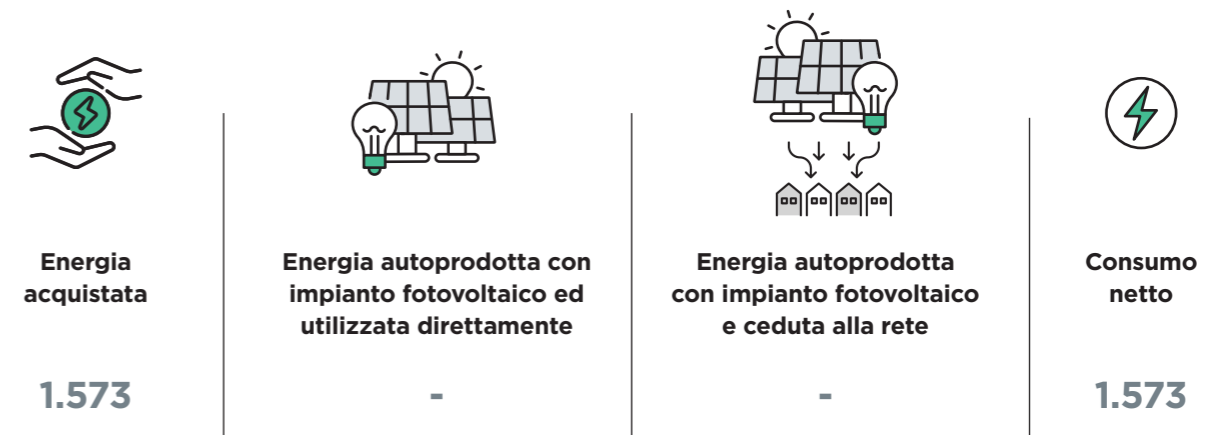 Energia
acquistata
1.573
Energia autoprodotta con
impianto fotovoltaico ed
utilizzata direttamente
-
Energia autoprodotta
con impianto fotovoltaico
e ceduta alla rete
-
Consumo
netto
1.573